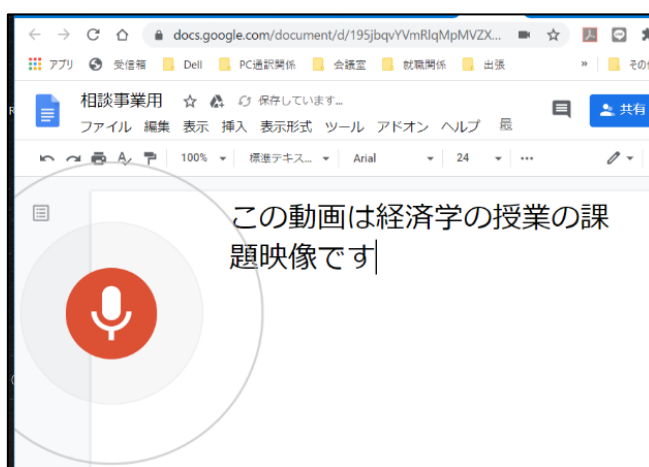 docs.google.com/document/d/195jbqvYVmRlqMpMVZX...
アプリ 受信箱 Dell PC通訳関係 会議室 就職関係 出張 » その
相談事業用 保存しています...
共有
ファイル 編集 表示 挿入 表示形式 ツール アドオン ヘルプ 最
100% 標準テキス... Arial 24 ...
この動画は経済学の授業の課
題映像です